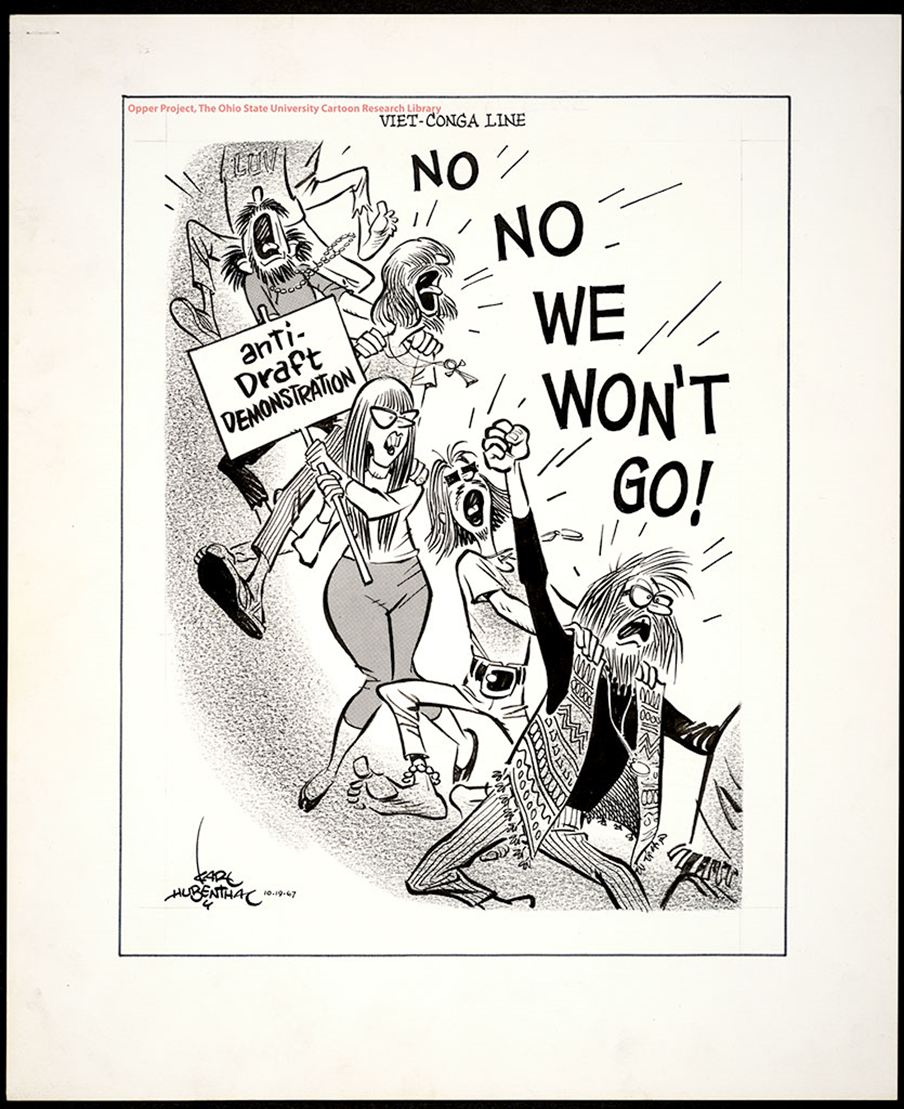 Opper Project, The Ohio State University Cartoon Research Library
VIET-CONGA LINE
LUV
NO
NO
WE
WON'T
GO!
anti-
Draft
DEMONSTRATION
KARL
HUBENTHAL
10-19-67